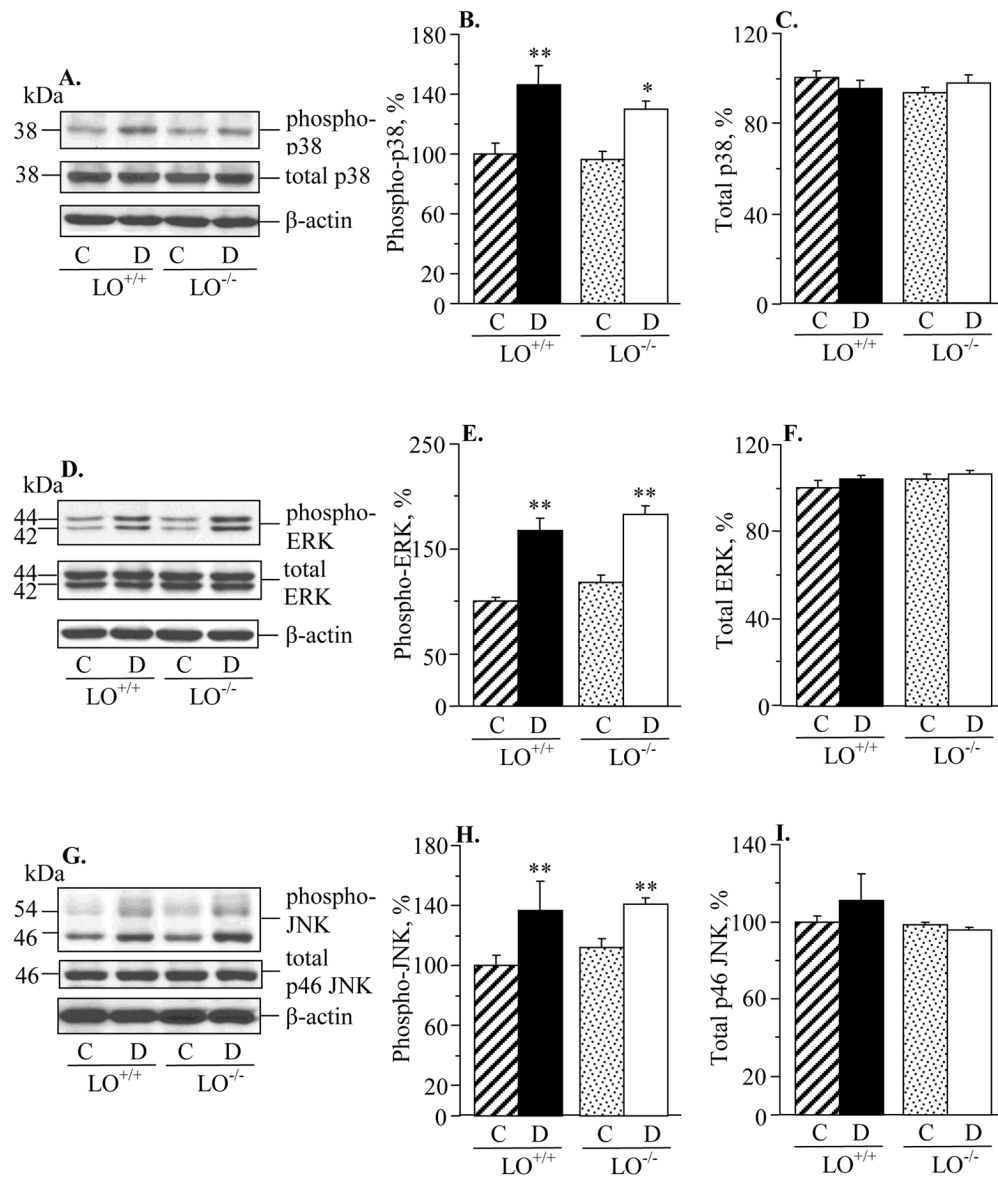 A.
kDa
38
phospho-
p38
38
total p38
β-actin
C D C D
LO+/+ LO-/-
B.
Phospho-p38, %
180
140
100
60
20
0
**
*
C D C D
LO+/+ LO-/-
C.
Total p38, %
120
80
40
0
C D C D
LO+/+ LO-/-
D.
kDa
44
42
phospho-
ERK
44
42
total
ERK
β-actin
C D C D
LO+/+ LO-/-
E.
Phospho-ERK, %
250
150
100
50
0
**
**
C D C D
LO+/+ LO-/-
F.
Total ERK, %
120
80
40
0
C D C D
LO+/+ LO-/-
G.
kDa
54
46
phospho-
JNK
46
total
p46 JNK
β-actin
C D C D
LO+/+ LO-/-
H.
Phospho-JNK, %
180
140
100
60
20
0
**
**
C D C D
LO+/+ LO-/-
I.
Total p46 JNK, %
140
100
60
20
0
C D C D
LO+/+ LO-/-